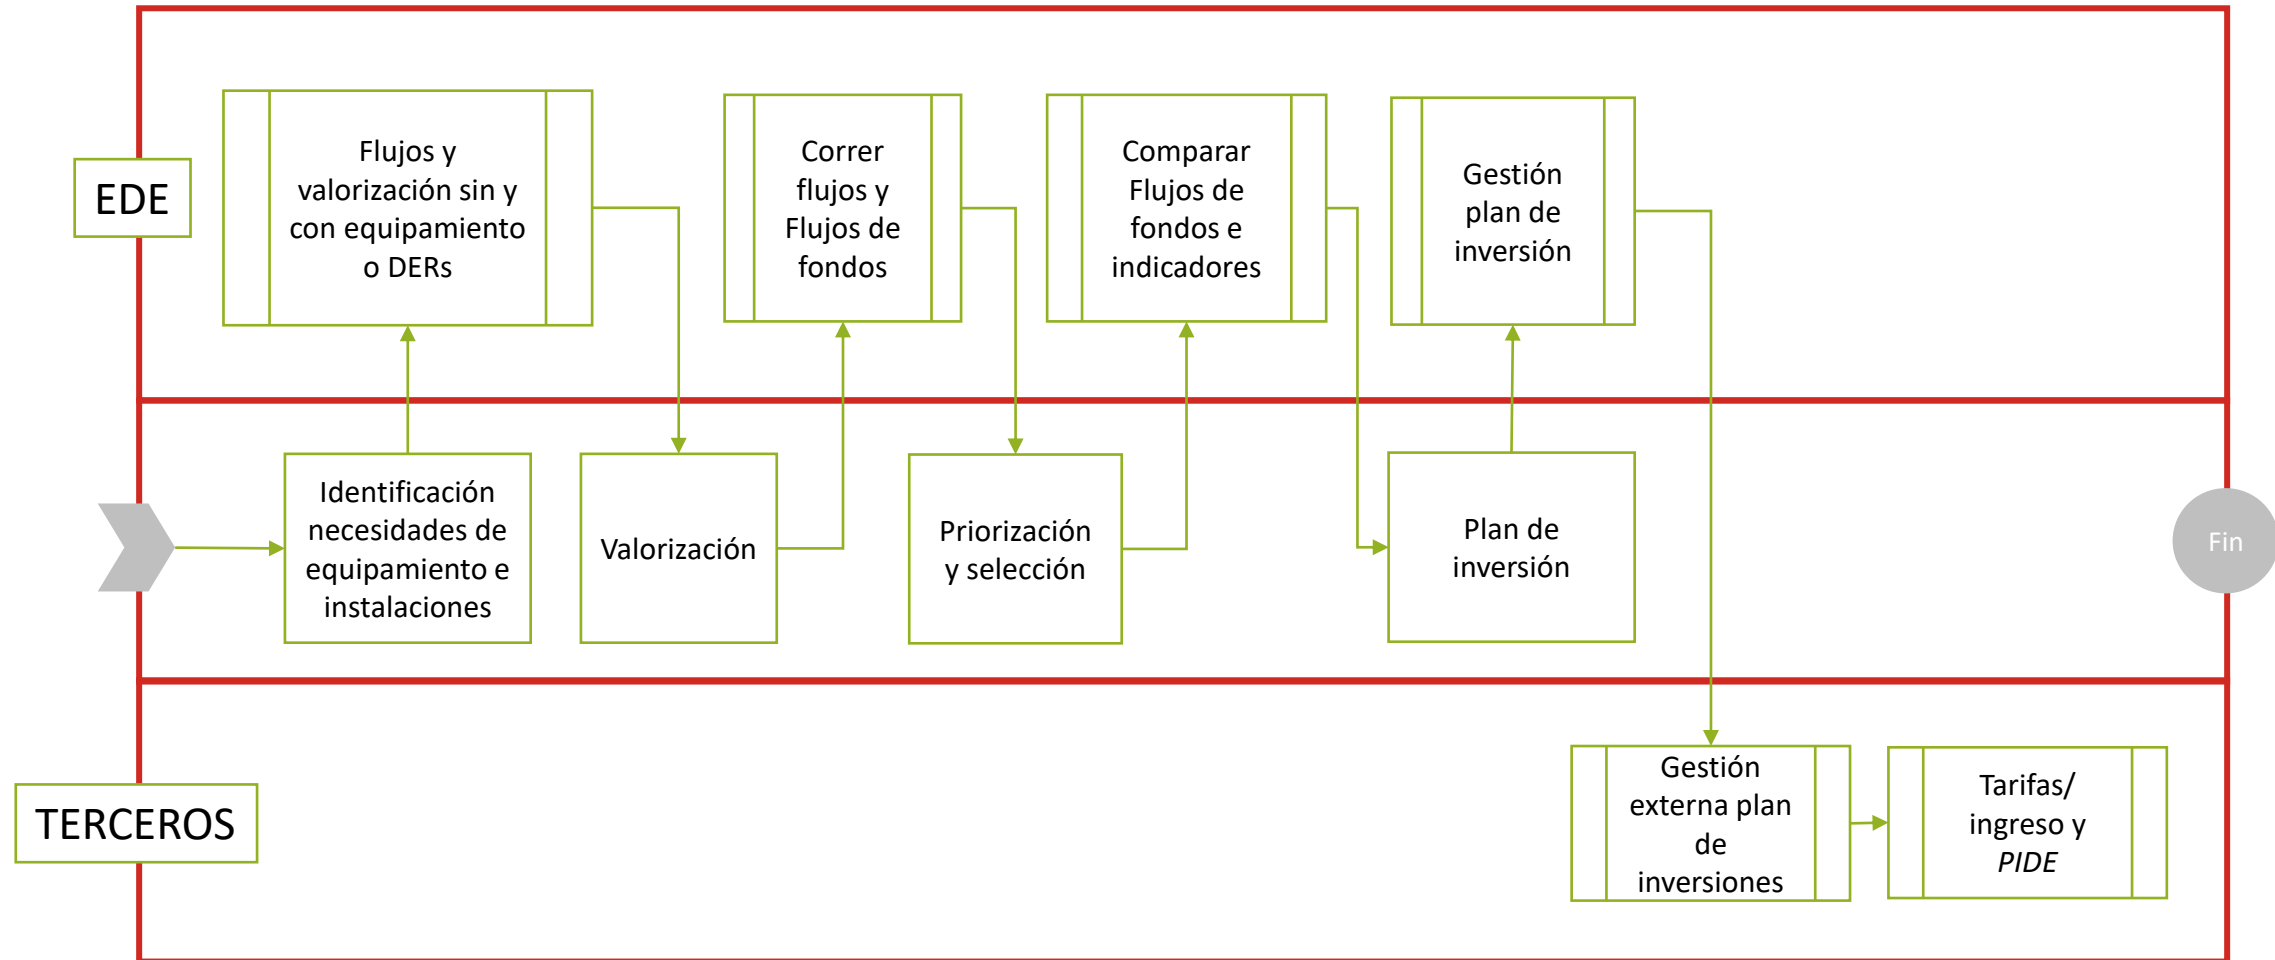 EDE
Flujos y
valorización sin y
con equipamiento
o DERs
Correr
flujos y
Flujos de
fondos
Comparar
Flujos de
fondos e
indicadores
Gestión
plan de
inversión
Identificación
necesidades de
equipamiento e
instalaciones
Valorización
Priorización
y selección
Plan de
inversión
Fin
TERCEROS
Gestión
externa plan
de
inversiones
Tarifas/
ingreso y
PIDE